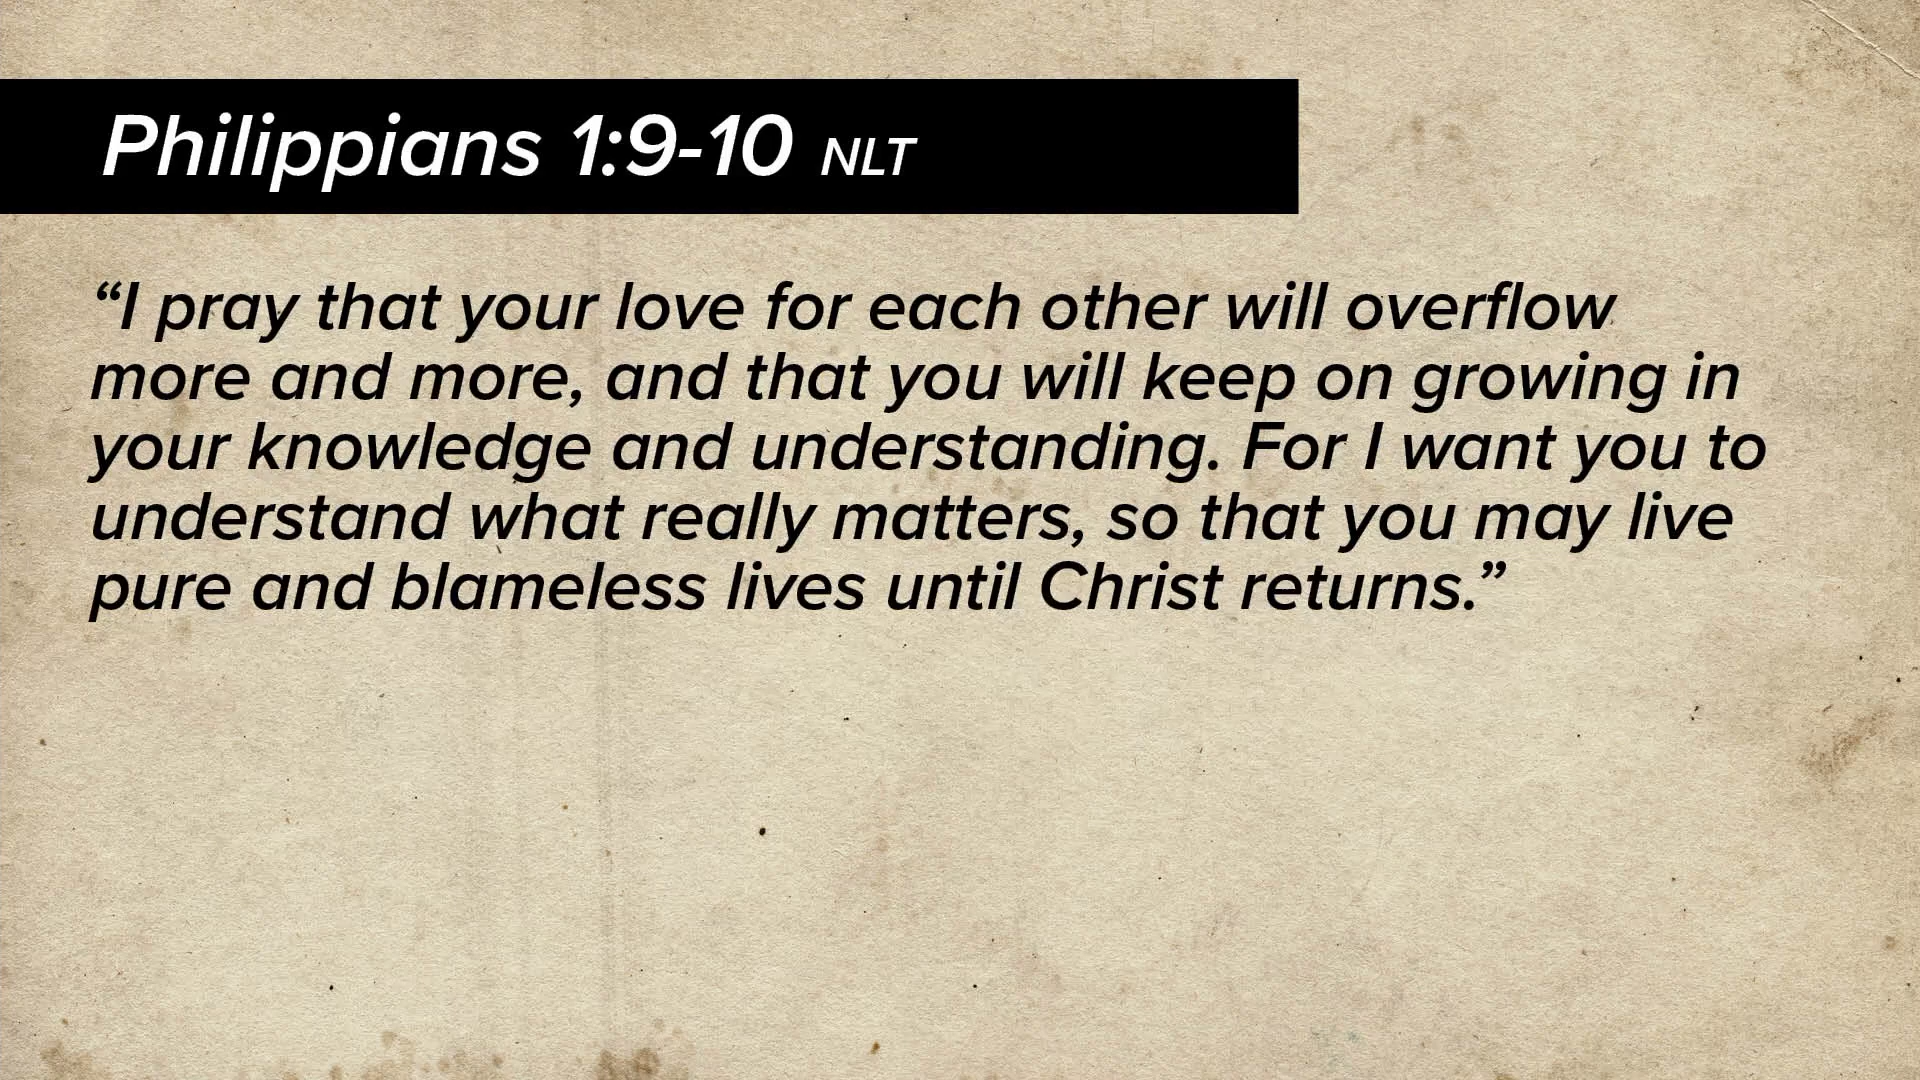 Philippians 1:9-10 NLT
“I pray that your love for each other will overflow
more and more, and that you will keep on growing in
your knowledge and understanding. For I want you to
understand what really matters, so that you may live
pure and blameless lives until Christ returns.”